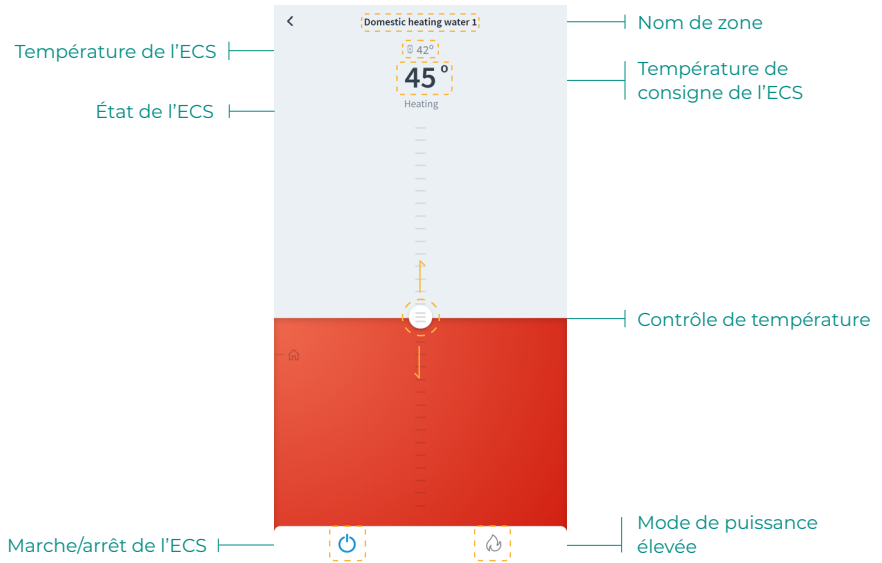 Domestic heating water 1
Nom de zone
Température de l’ECS
42°
45°
Température de
consigne de l’ECS
État de l’ECS
Heating
Contrôle de température
Marche/arrêt de l’ECS
Mode de puissance
élevée